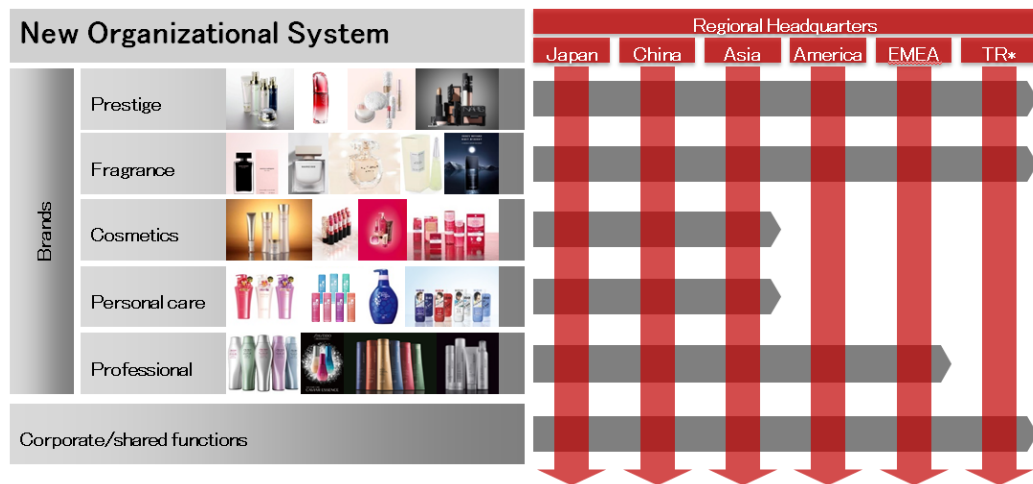 New Organizational System
Regional Headquarters
Japan
China
Asia
America
EMEA
TR*
Brands
Prestige
Fragrance
Cosmetics
Personal care
Professional
Corporate/shared functions